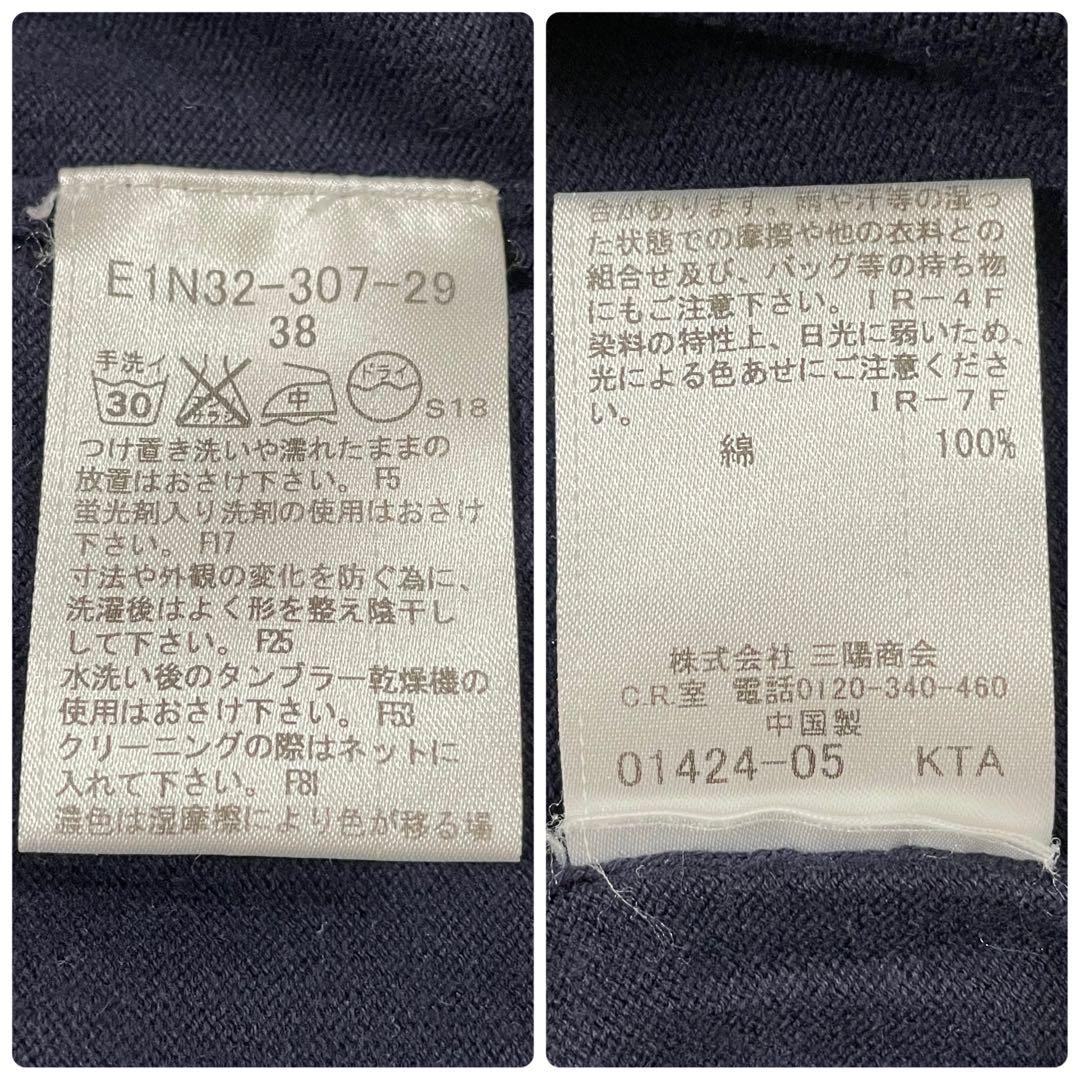 E1N32-307-29
38
手洗イ
30
エンソ
サラシ
中
ドライ
S18
つけ置き洗いや濡れたままの
放置はおさけ下さい。 F5
蛍光剤入り洗剤の使用はおさけ
下さい。 F17
寸法や外観の変化を防ぐ為に、
洗濯後はよく形を整え陰干し
して下さい。 F25
水洗い後のタンブラー乾燥機の
使用はおさけ下さい。 F53
クリーニングの際はネットに
入れて下さい。 F81
濃色は湿摩擦により色が移る場
合があります。雨や汗等の湿っ
た状態での摩擦や他の衣料との
組合せ及び、バッグ等の持ち物
にもご注意下さい。 IR-4F
染料の特性上、日光に弱いため、
光による色あせにご注意くださ
い。 IR-7F
綿 100%
株式会社 三陽商会
C.R.室 電話0120-340-460
中国製
01424-05 KTA